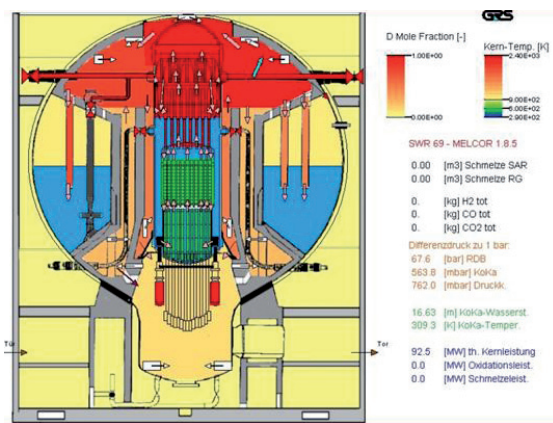 GRS
D Mole Fraction [-]
Kern-Temp. [K]
1.00E+00
0.00E+00
2.40E+03
9.00E+02
6.00E+02
2.90E+02
SWR 69 - MELCOR 1.8.5
0.00 [m3] Schmelze SAR
0.00 [m3] Schmelze RG
0. [kg] H2 tot
0. [kg] CO tot
0. [kg] CO2 tot
Differenzdruck zu 1 bar:
67.6 [bar] RDB
563.8 [mbar] KoKa
762.0 [mbar] Druckk.
16.63 [m] KoKa-Wasserst.
309.3 [K] KoKa-Temper.
92.5 [MW] th. Kernleistung
0.0 [MW] Oxidationsleist.
0.0 [MW] Schmelzeleist.
Tür
Tor